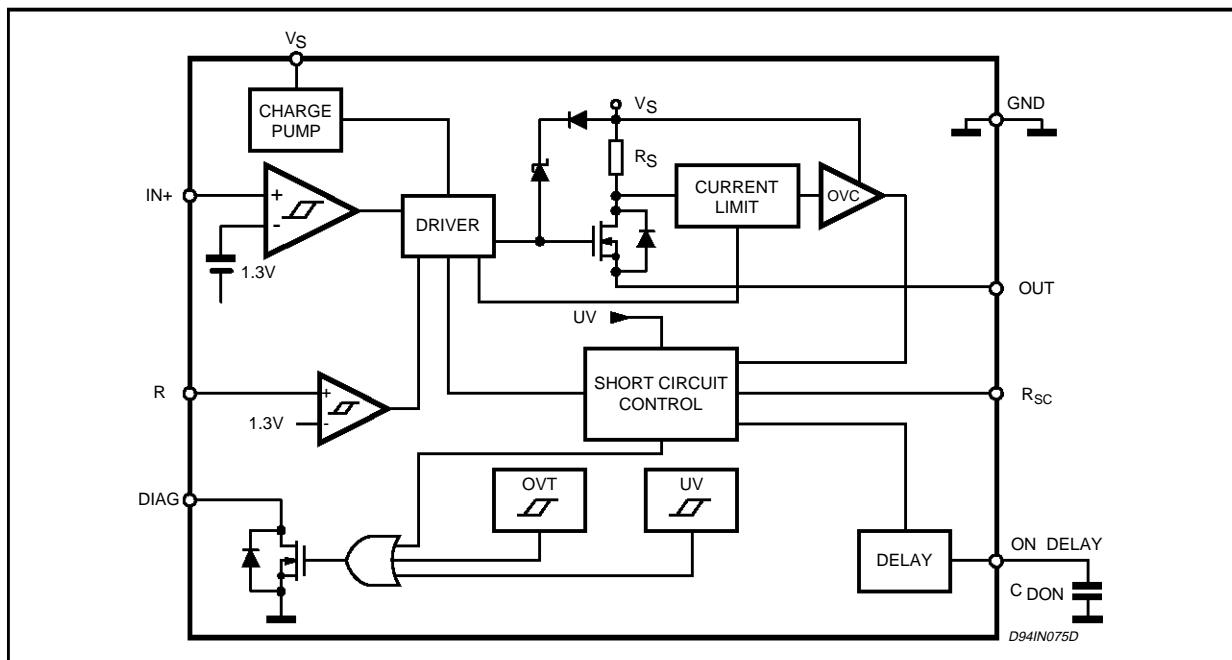 VS
CHARGE
PUMP
VS
GND
RS
IN+
+
-
1.3V
DRIVER
CURRENT
LIMIT
OVC
OUT
UV
SHORT CIRCUIT
CONTROL
R
+
-
1.3V
RSC
DIAG
OVT
UV
DELAY
ON DELAY
CDON
D94IN075D